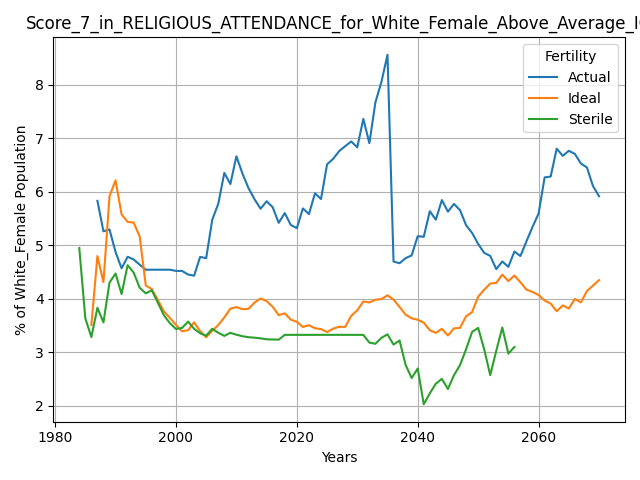 Score_7_in_RELIGIOUS_ATTENDANCE_for_White_Female_Above_Average_I
Fertility
Actual
Ideal
Sterile
% of White_Female Population
8
7
6
5
4
3
2
1980
2000
2020
2040
2060
Years